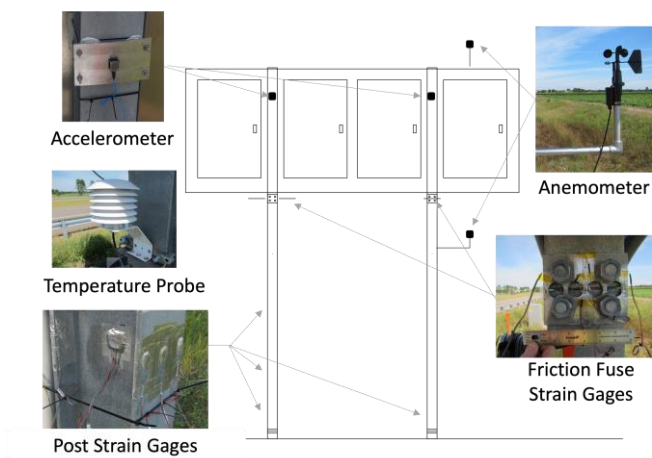 Accelerometer
Anemometer
Temperature Probe
Friction Fuse
Strain Gages
Post Strain Gages